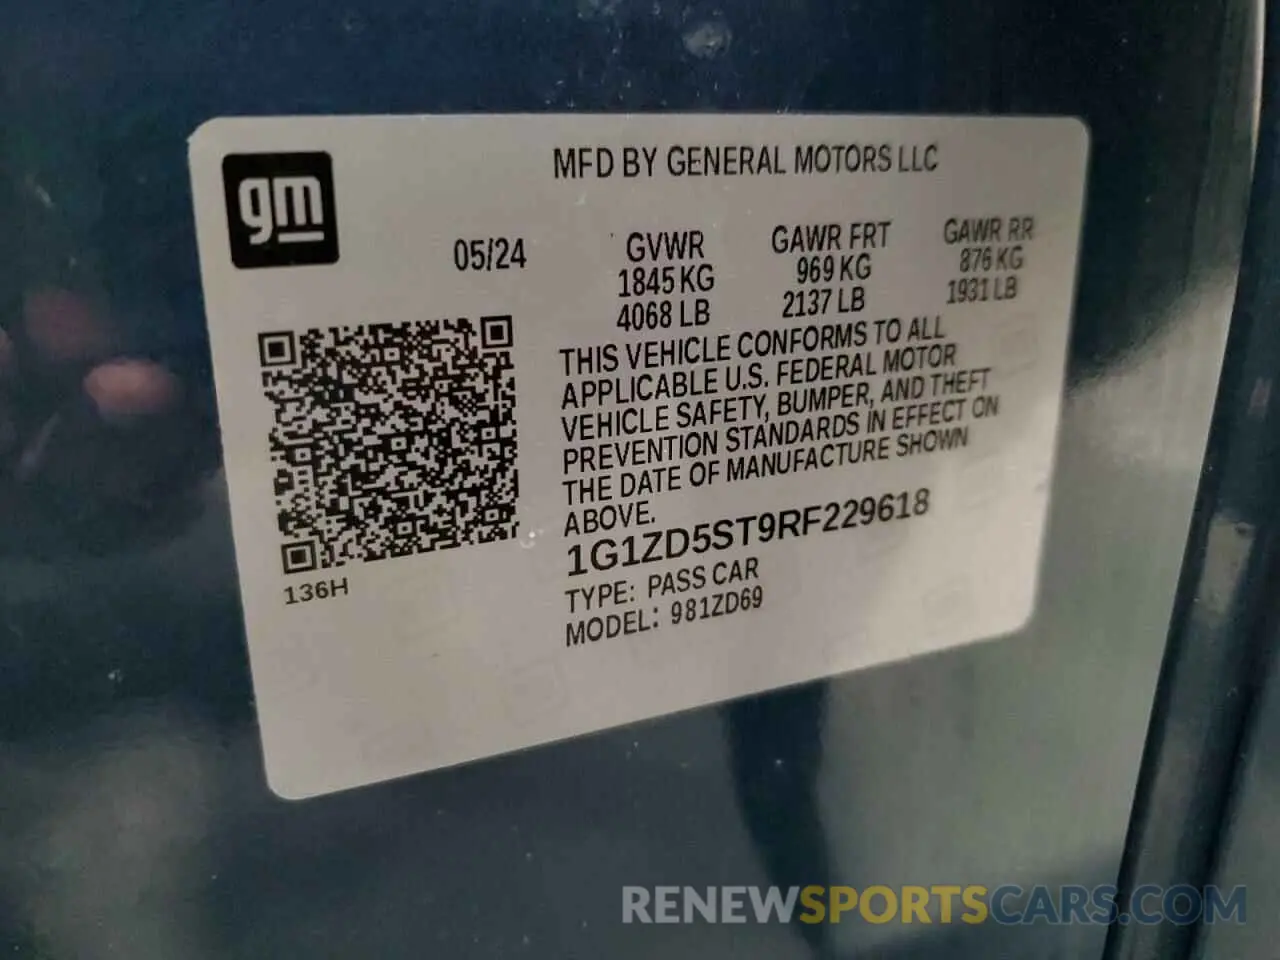 gm
MFD BY GENERAL MOTORS LLC
05/24
GVWR
1845 KG
4068 LB
GAWR FRT
969 KG
2137 LB
GAWR RR
876 KG
1931 LB
THIS VEHICLE CONFORMS TO ALL
APPLICABLE U.S. FEDERAL MOTOR
VEHICLE SAFETY, BUMPER, AND THEFT
PREVENTION STANDARDS IN EFFECT ON
THE DATE OF MANUFACTURE SHOWN
ABOVE.
1G1ZD5ST9RF229618
TYPE: PASS CAR
MODEL: 981ZD69
136H
RENEWSPORTSCARS.COM